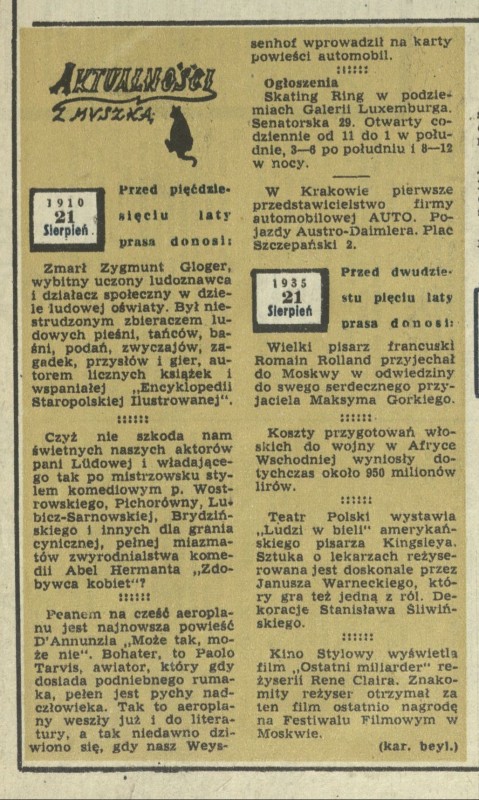 AKTUALNOŚCI
Z MYSZKĄ
1910
21
Sierpień
Przed pięćdzie-
sięciu laty
prasa donosi:
Zmarł Zygmunt Gloger,
wybitny uczony ludoznawca
i działacz społeczny w dzie-
le ludowej oświaty. Był nie-
strudzonym zbieraczem lu-
dowych pieśni, tańców, ba-
śni, podań, zwyczajów, za-
gadek, przysłów i gier, au-
torem licznych książek i
wspaniałej „Encyklopedii
Staropolskiej Ilustrowanej".
::::::
Czyż nie szkoda nam
świetnych naszych aktorów
pani Lüdowej i władające-
go tak po mistrzowsku sty-
lem komediowym p. Wost-
rowskiego, Pichorówny, Lu-
bicz-Sarnowskiej, Brydziń-
skiego i innych dla grania
cynicznej, pełnej miazma-
tów zwyrodnialstwa kome-
dii Abel Hermanta „Zdo-
bywca kobiet"?
::::::
Peanem na cześć aeropla-
nu jest najnowsza powieść
D'Annunzia „Może tak, mo-
że nie". Bohater, to Paolo
Tarvis, awiator, który gdy
dosiada podniebnego ruma-
ka, pełen jest pychy nad-
człowieka. Tak to aeropla-
ny weszły już i do litera-
tury, a tak niedawno dzi-
wiono się, gdy nasz Weys-
senhof wprowadził na karty
powieści automobil.
::::::
Ogłoszenia
Skating Ring w podzie-
miach Galerii Luxemburga.
Senatorska 29. Otwarty co-
dziennie od 11 do 1 w połu-
dnie, 3—6 po południu i 8—12
w nocy.
W Krakowie pierwsze
przedstawicielstwo firmy
automobilowej AUTO. Po-
jazdy Austro-Daimlera. Plac
Szczepański 2.
1935
21
Sierpień
Przed dwudzie-
stu pięciu laty
prasa donosi:
Wielki pisarz francuski
Romain Rolland przyjechał
do Moskwy w odwiedziny
do swego serdecznego przy-
jaciela Maksyma Gorkiego.
::::::
Koszty przygotowań wło-
skich do wojny w Afryce
Wschodniej wyniosły do-
tychczas około 950 milionów
lirów.
::::::
Teatr Polski wystawia
„Ludzi w bieli" amerykań-
skiego pisarza Kingsleya.
Sztuka o lekarzach reżyse-
rowana jest doskonale przez
Janusza Warneckiego, któ-
ry gra też jedną z ról. De-
koracje Stanisława Śliwiń-
skiego.
::::::
Kino Stylowy wyświetla
film „Ostatni miliarder" re-
żyserii Rene Claira. Znako-
mity reżyser otrzymał za
ten film ostatnio nagrodę
na Festiwalu Filmowym w
Moskwie.
(kar. beyl.)